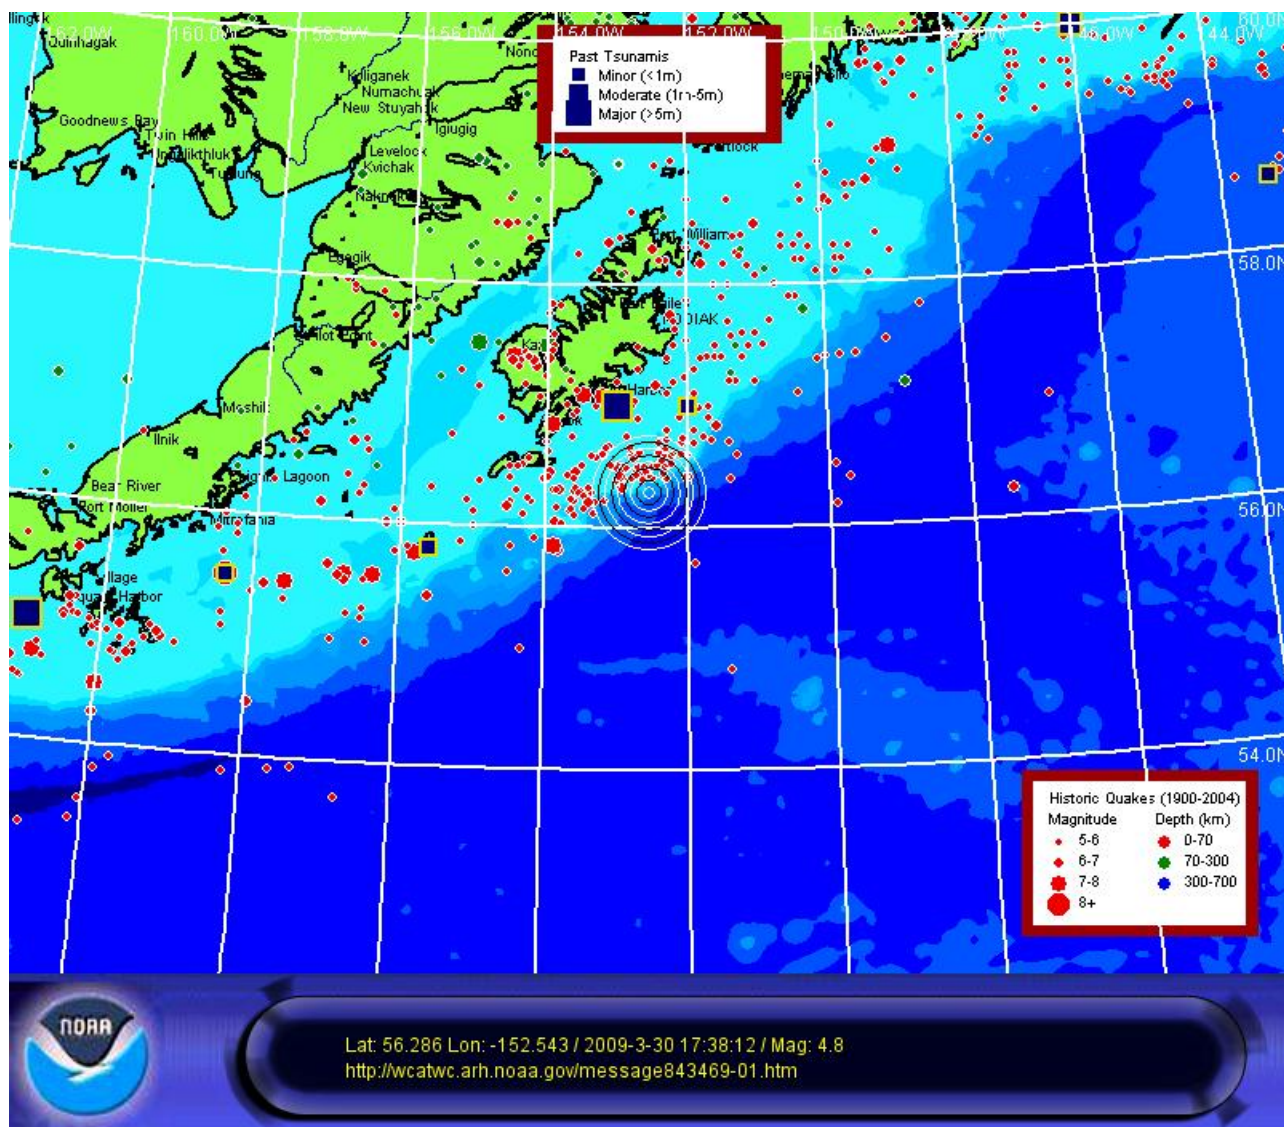 162.0W 160.0W 158.0W 156.0W 154.0W 152.0W 150.0W 146.0W 144.0W 60.0N
Quinhagak
Koliganek
Numachuak
New Stuyahok
Goodnews Bay
Twin Hills
Igiugig
Levelock
Kvichak
Naknek
Past Tsunamis
Minor (<1m)
Moderate (1m-5m)
Major (>5m)
Port William
58.0N
Egegik
Pilot Point
KODIAK
Ilnik
Bear River
Port Moller
Lagoon
Mitrofania
56.0N
Harbor
54.0N
Historic Quakes (1900-2004)
Magnitude Depth (km)
5-6 0-70
6-7 70-300
7-8 300-700
8+
NOAA
Lat: 56.286 Lon: -152.543 / 2009-3-30 17:38:12 / Mag: 4.8
http://wcatwc.arh.noaa.gov/message843469-01.htm